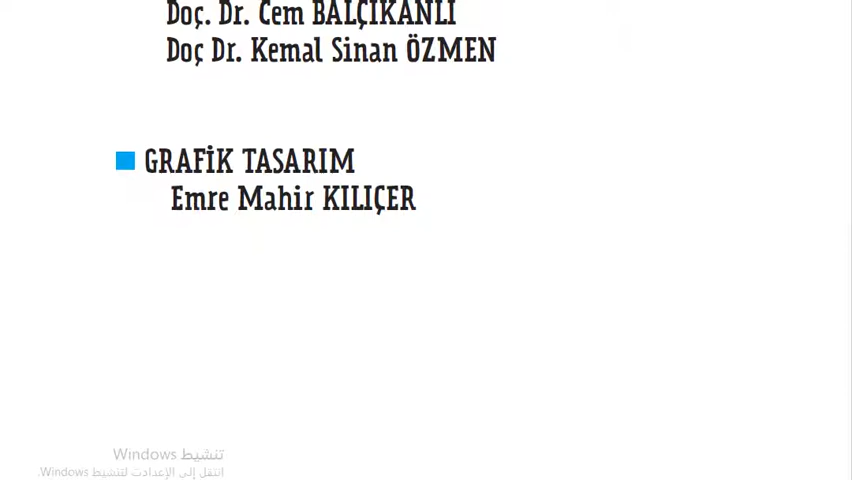 Doç. Dr. Cem BALÇIKANLI
Doç Dr. Kemal Sinan ÖZMEN
GRAFİK TASARIM
Emre Mahir KILIÇER
تنشيط Windows
انتقل إلى الإعدادت لتنشيط Windows.